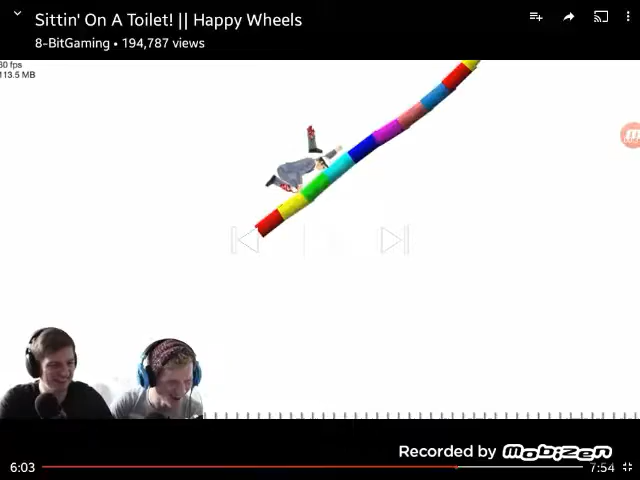 Sittin' On A Toilet! || Happy Wheels
8-BitGaming • 194,787 views
60 fps
113.5 MB
Recorded by Mobizen
6:03
7:54